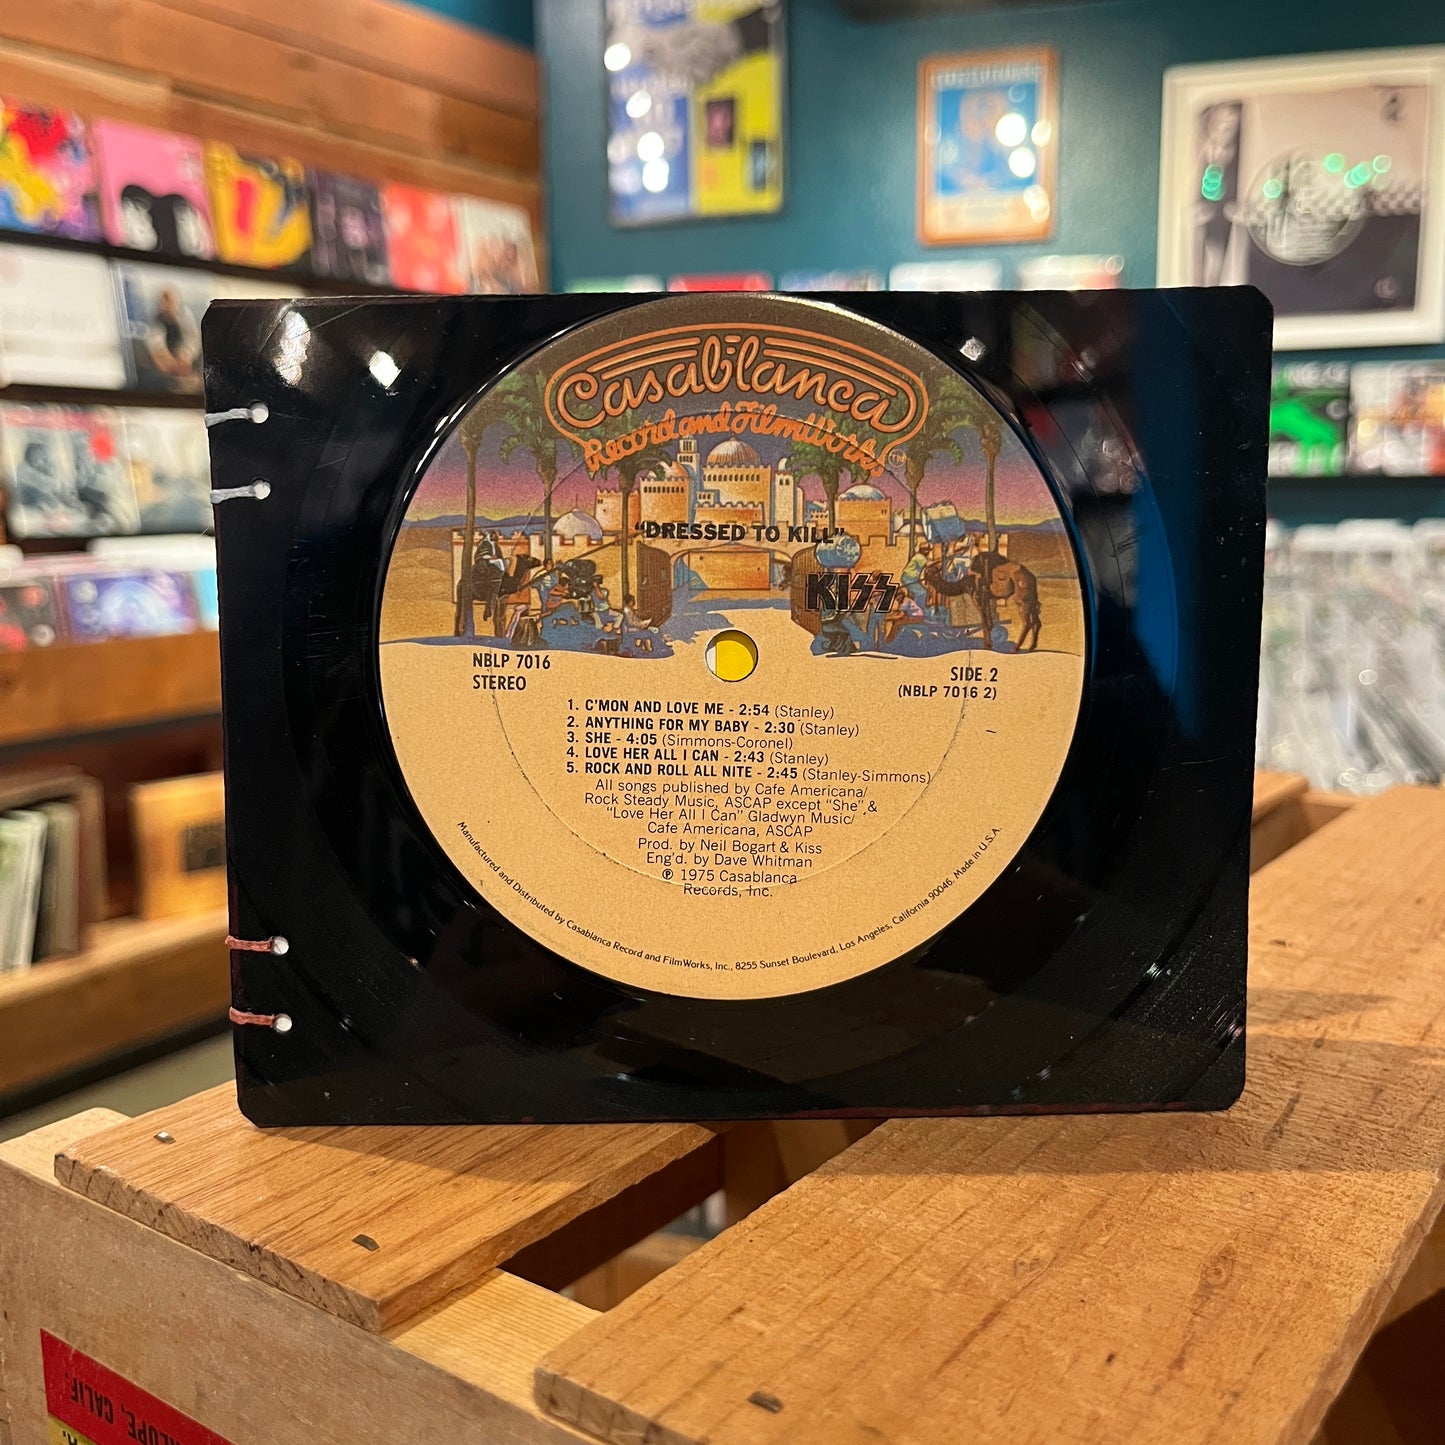 Casablanca
Record and FilmWorks
"DRESSED TO KILL"
KISS
NBLP 7016
STEREO
SIDE 2
(NBLP 7016 2)
1. C'MON AND LOVE ME - 2:54 (Stanley)
2. ANYTHING FOR MY BABY - 2:30 (Stanley)
3. SHE - 4:05 (Simmons-Coronel)
4. LOVE HER ALL I CAN - 2:43 (Stanley)
5. ROCK AND ROLL ALL NITE - 2:45 (Stanley-Simmons)
All songs published by Cafe Americana/
Rock Steady Music, ASCAP except "She" &
"Love Her All I Can" Gladwyn Music/
Cafe Americana, ASCAP
Prod. by Neil Bogart & Kiss
Eng'd. by Dave Whitman
℗ 1975 Casablanca
Records, Inc.
Manufactured and Distributed by Casablanca Record and FilmWorks, Inc., 8255 Sunset Boulevard, Los Angeles, California 90046. Made in U.S.A.
CALIF.